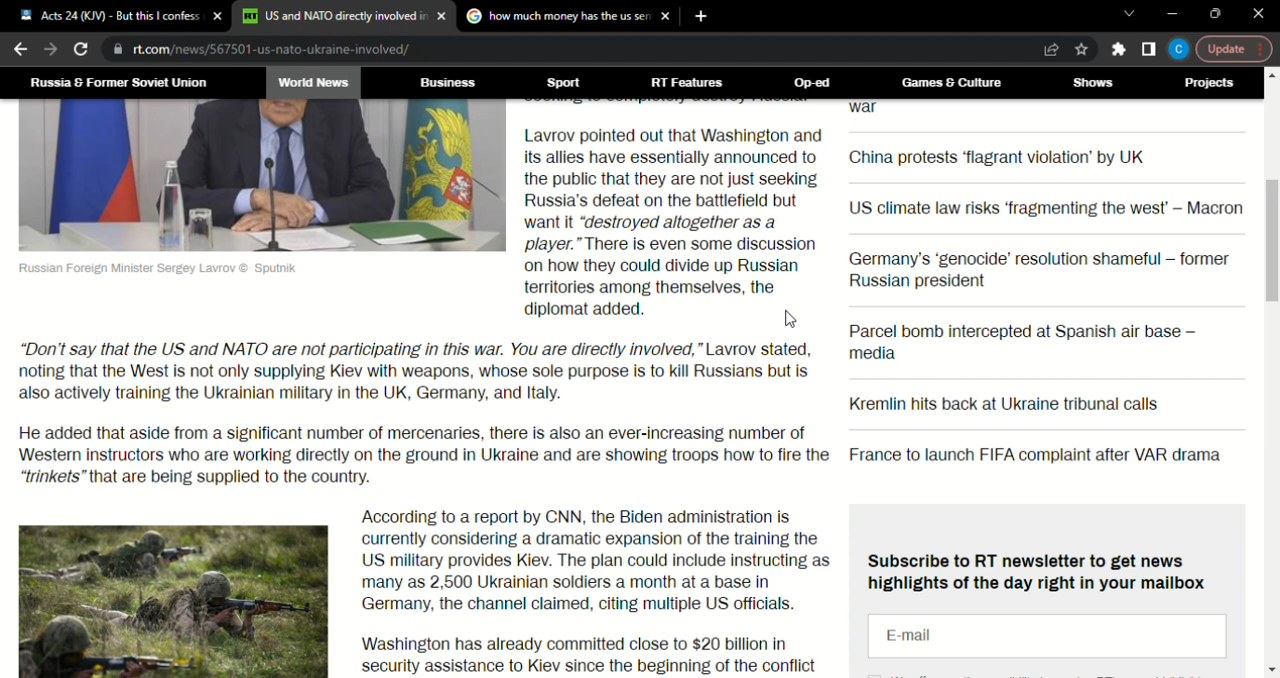 Acts 24 (KJV) - But this I confess
US and NATO directly involved in
how much money has the us sen
rt.com/news/567501-us-nato-ukraine-involved/
C
Update
Russia & Former Soviet Union
World News
Business
Sport
RT Features
Op-ed
Games & Culture
Shows
Projects
Russian Foreign Minister Sergey Lavrov © Sputnik
seeking to completely destroy Russia.
Lavrov pointed out that Washington and
its allies have essentially announced to
the public that they are not just seeking
Russia's defeat on the battlefield but
want it “destroyed altogether as a
player.” There is even some discussion
on how they could divide up Russian
territories among themselves, the
diplomat added.
“Don't say that the US and NATO are not participating in this war. You are directly involved,” Lavrov stated,
noting that the West is not only supplying Kiev with weapons, whose sole purpose is to kill Russians but is
also actively training the Ukrainian military in the UK, Germany, and Italy.
He added that aside from a significant number of mercenaries, there is also an ever-increasing number of
Western instructors who are working directly on the ground in Ukraine and are showing troops how to fire the
“trinkets” that are being supplied to the country.
According to a report by CNN, the Biden administration is
currently considering a dramatic expansion of the training the
US military provides Kiev. The plan could include instructing as
many as 2,500 Ukrainian soldiers a month at a base in
Germany, the channel claimed, citing multiple US officials.
Washington has already committed close to $20 billion in
security assistance to Kiev since the beginning of the conflict
war
China protests ‘flagrant violation’ by UK
US climate law risks ‘fragmenting the west’ – Macron
Germany's ‘genocide’ resolution shameful – former
Russian president
Parcel bomb intercepted at Spanish air base –
media
Kremlin hits back at Ukraine tribunal calls
France to launch FIFA complaint after VAR drama
Subscribe to RT newsletter to get news
highlights of the day right in your mailbox
E-mail